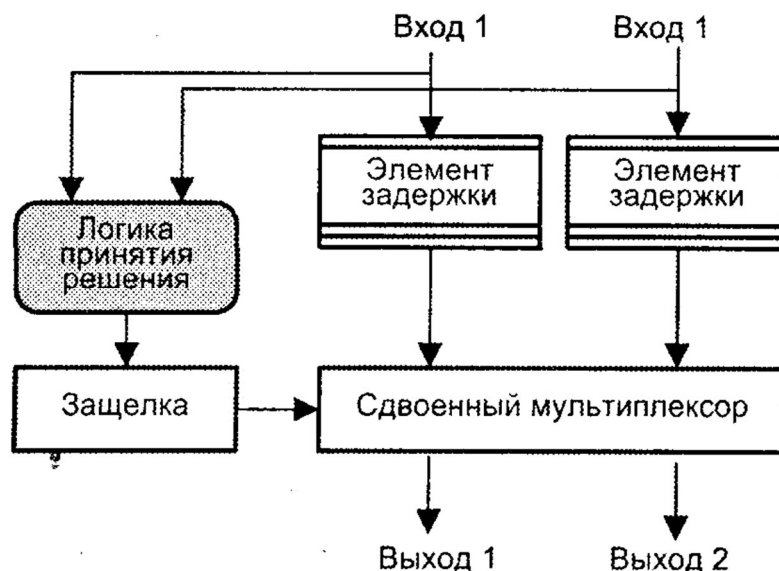 Вход 1
Вход 1
Элемент
задержки
Элемент
задержки
Логика
принятия
решения
Защелка
Сдвоенный мультиплексор
Выход 1
Выход 2